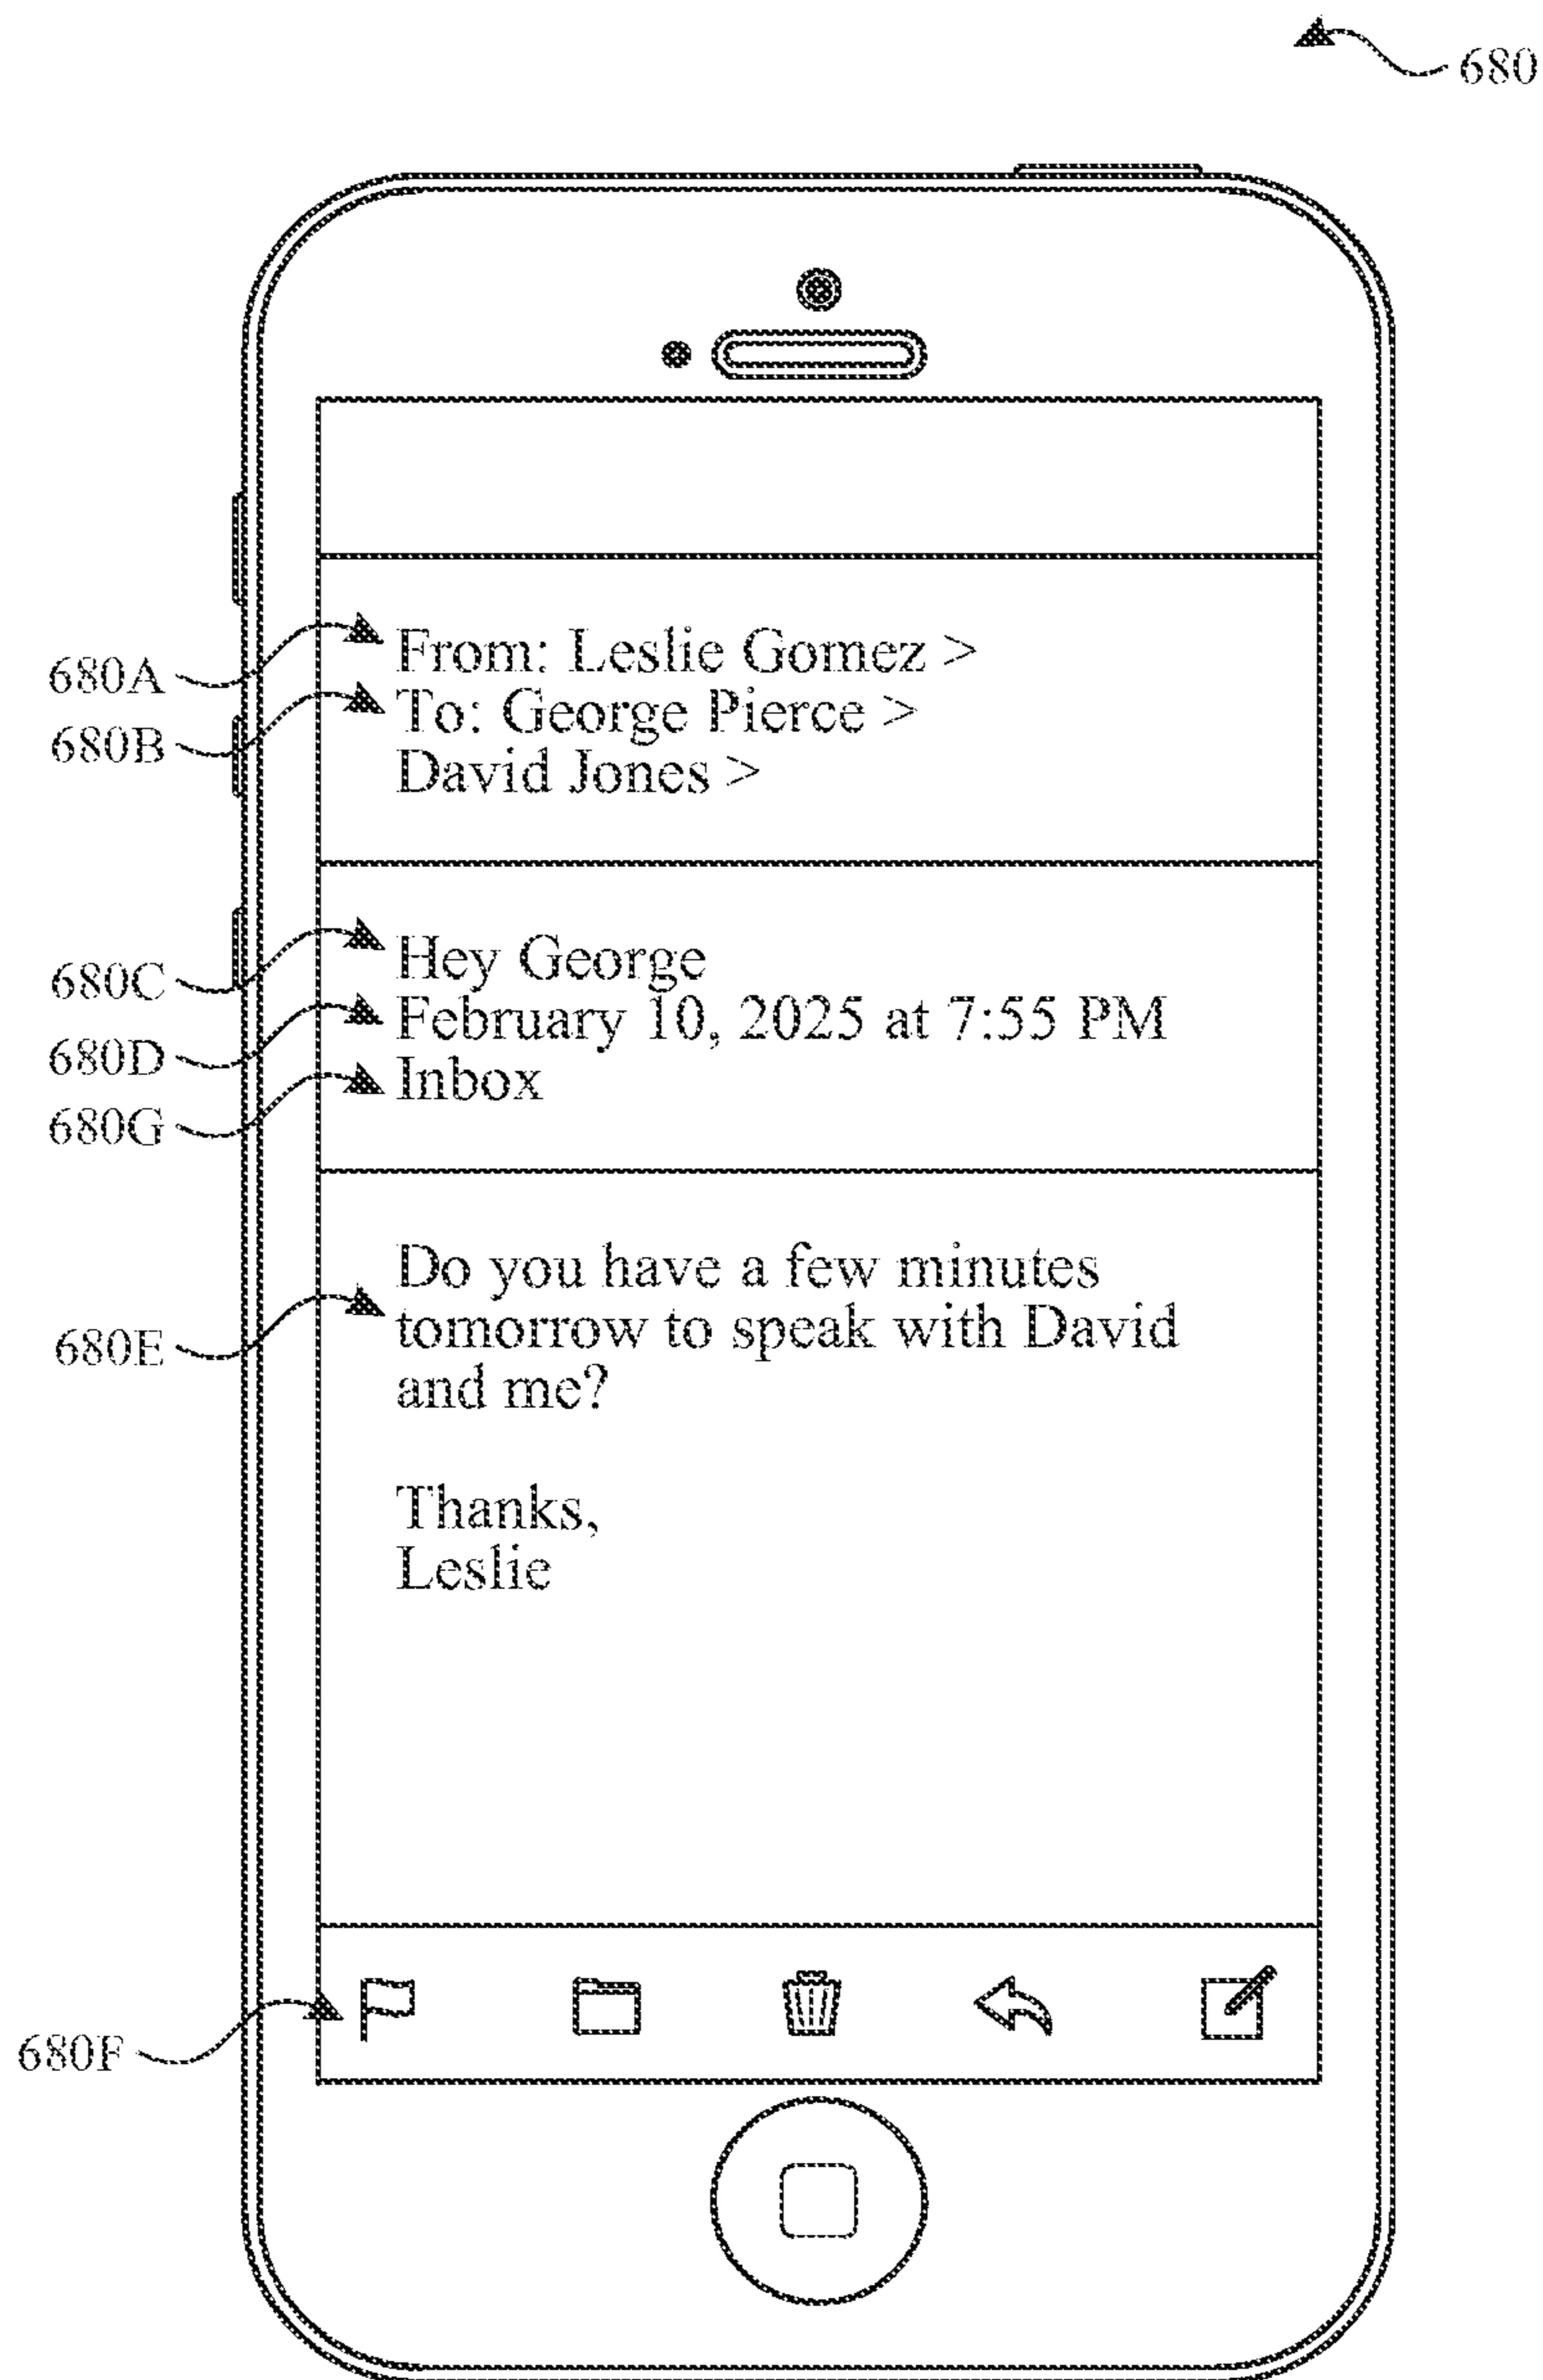 680
680A
From: Leslie Gomez >
680B
To: George Pierce >
David Jones >
680C
Hey George
680D
February 10, 2025 at 7:55 PM
680G
Inbox
680E
Do you have a few minutes
tomorrow to speak with David
and me?
Thanks,
Leslie
680F